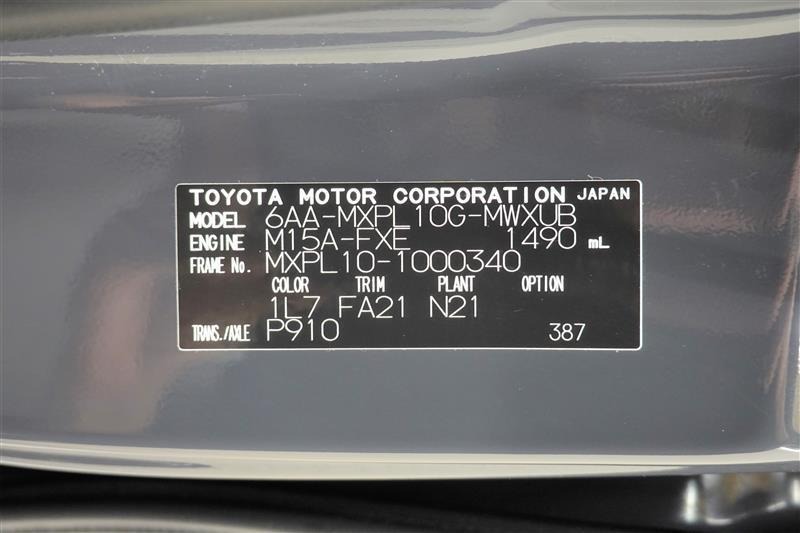 TOYOTA MOTOR CORPORATION JAPAN
MODEL 6AA-MXPL10G-MWXUB
ENGINE M15A-FXE 1490 mL
FRAME No. MXPL10-1000340
COLOR TRIM PLANT OPTION
1L7 FA21 N21
TRANS./AXLE P910 387